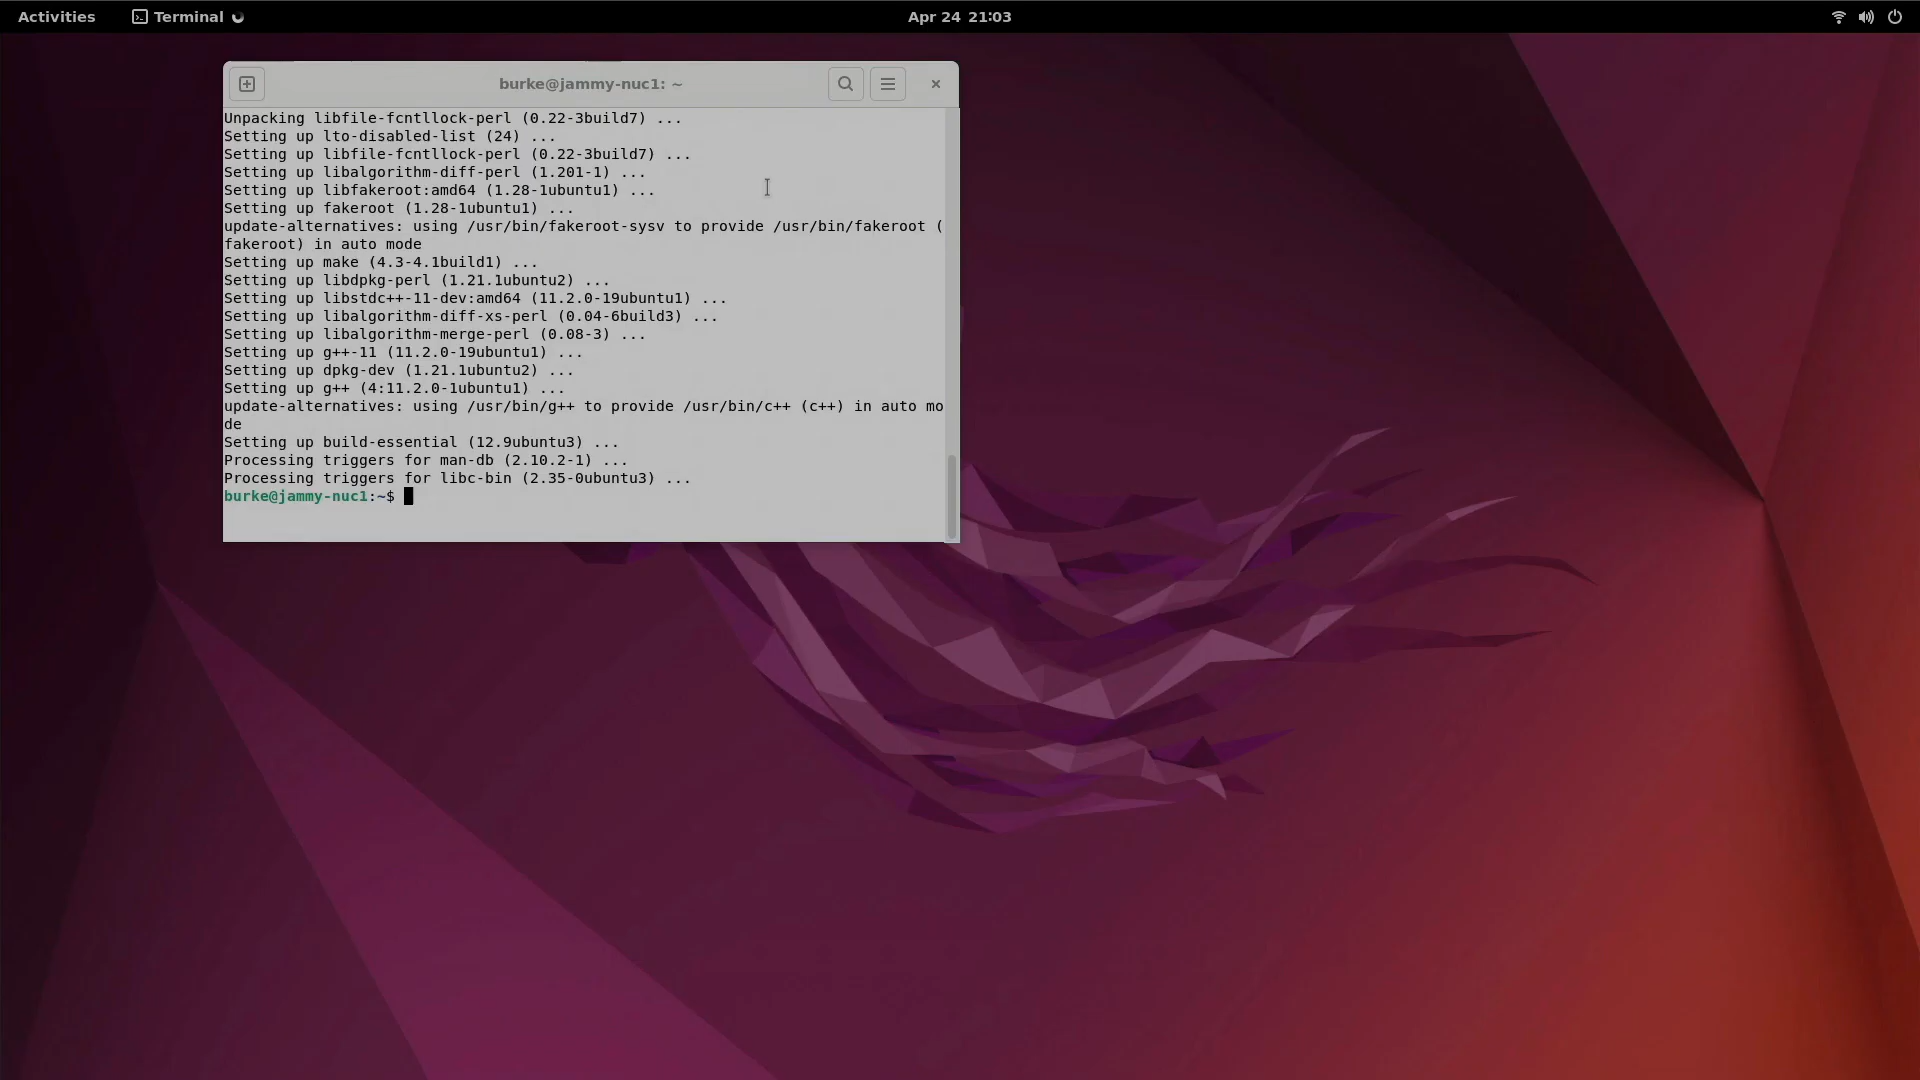 Activities Terminal Apr 24 21:03
burke@jammy-nuc1: ~
Unpacking libfile-fcntllock-perl (0.22-3build7) ...
Setting up lto-disabled-list (24) ...
Setting up libfile-fcntllock-perl (0.22-3build7) ...
Setting up libalgorithm-diff-perl (1.201-1) ...
Setting up libfakeroot:amd64 (1.28-1ubuntu1) ...
Setting up fakeroot (1.28-1ubuntu1) ...
update-alternatives: using /usr/bin/fakeroot-sysv to provide /usr/bin/fakeroot (
fakeroot) in auto mode
Setting up make (4.3-4.1build1) ...
Setting up libdpkg-perl (1.21.1ubuntu2) ...
Setting up libstdc++-11-dev:amd64 (11.2.0-19ubuntu1) ...
Setting up libalgorithm-diff-xs-perl (0.04-6build3) ...
Setting up libalgorithm-merge-perl (0.08-3) ...
Setting up g++-11 (11.2.0-19ubuntu1) ...
Setting up dpkg-dev (1.21.1ubuntu2) ...
Setting up g++ (4:11.2.0-1ubuntu1) ...
update-alternatives: using /usr/bin/g++ to provide /usr/bin/c++ (c++) in auto mo
de
Setting up build-essential (12.9ubuntu3) ...
Processing triggers for man-db (2.10.2-1) ...
Processing triggers for libc-bin (2.35-0ubuntu3) ...
burke@jammy-nuc1:~$